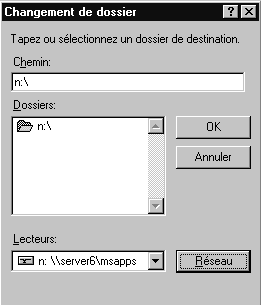 Changement de dossier
Tapez ou sélectionnez un dossier de destination.
Chemin:
n:\
Dossiers:
n:\
OK
Annuler
Lecteurs:
n: \\server6\msapps
Réseau